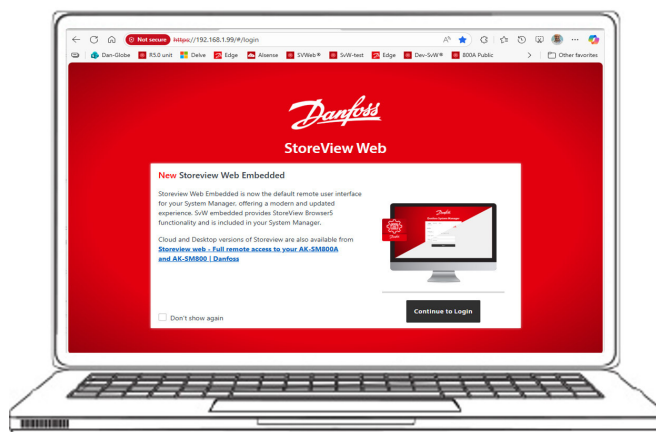 Not secure https://192.168.1.99/#/login
Dan-Globe R5.0 unit Delve Edge Alsense SVWeb® SvW-test Edge Dev-SvW® 800A Public Other favorites
Danfoss
StoreView Web
New Storeview Web Embedded
Storeview Web Embedded is now the default remote user interface
for your System Manager, offering a modern and updated
experience. SvW embedded provides StoreView Browser5
functionality and is included in your System Manager.
Cloud and Desktop versions of Storeview are also available from
Storeview web - Full remote access to your AK-SM800A
and AK-SM800 | Danfoss
Danfoss
Don't show again
Continue to Login